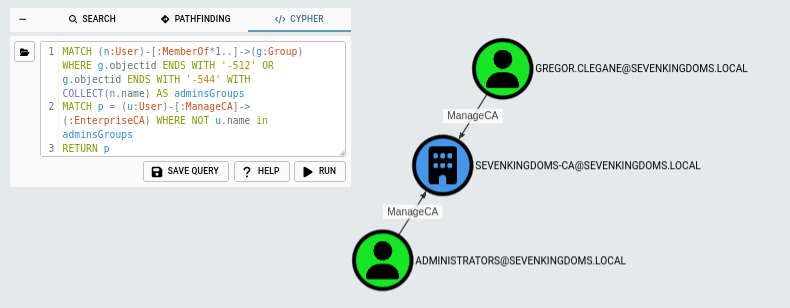 SEARCH
PATHFINDING
</> CYPHER
1 MATCH (n:User)-[:MemberOf*1..]->(g:Group)
WHERE g.objectid ENDS WITH '-512' OR
g.objectid ENDS WITH '-544' WITH
COLLECT(n.name) AS adminsGroups
2 MATCH p = (u:User)-[:ManageCA]->
(:EnterpriseCA) WHERE NOT u.name in
adminsGroups
3 RETURN p
SAVE QUERY
? HELP
RUN
GREGOR.CLEGANE@SEVENKINGDOMS.LOCAL
ManageCA
SEVENKINGDOMS-CA@SEVENKINGDOMS.LOCAL
ManageCA
ADMINISTRATORS@SEVENKINGDOMS.LOCAL